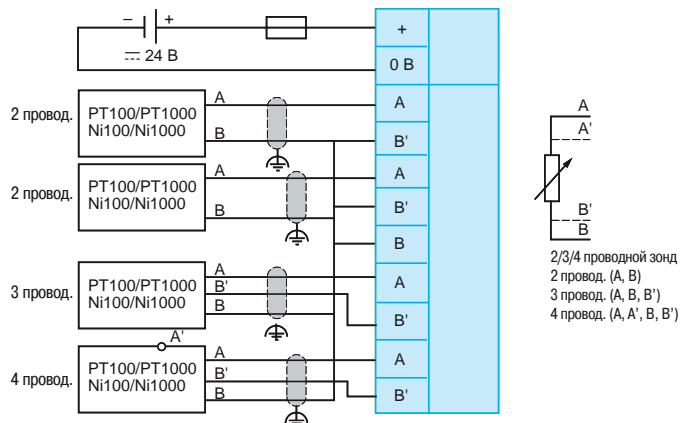 − +
24 В
+
0 В
2 провод.
PT100/PT1000
Ni100/Ni1000
A
B
A
B'
2 провод.
PT100/PT1000
Ni100/Ni1000
A
B
A
B'
B
3 провод.
PT100/PT1000
Ni100/Ni1000
A
B'
B
A
B'
4 провод.
PT100/PT1000
Ni100/Ni1000
A'
A
B'
B
A
B'
A
A'
B'
B
2/3/4 проводной зонд
2 провод. (A, B)
3 провод. (A, B, B')
4 провод. (A, A', B, B')